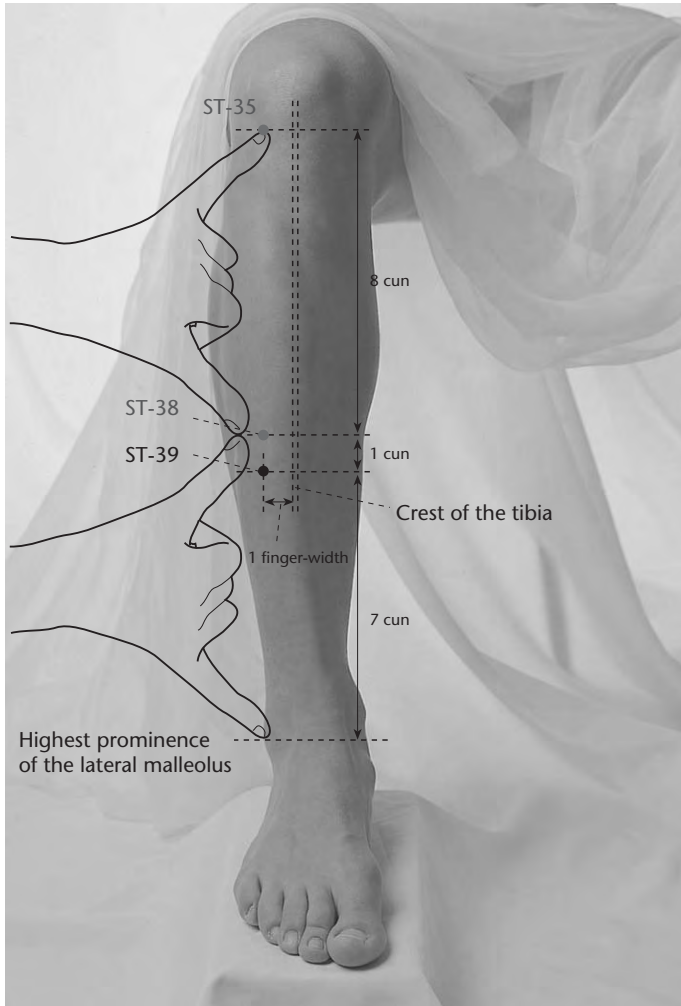 ST-35
8 cun
ST-38
ST-39
1 cun
Crest of the tibia
1 finger-width
7 cun
Highest prominence
of the lateral malleolus